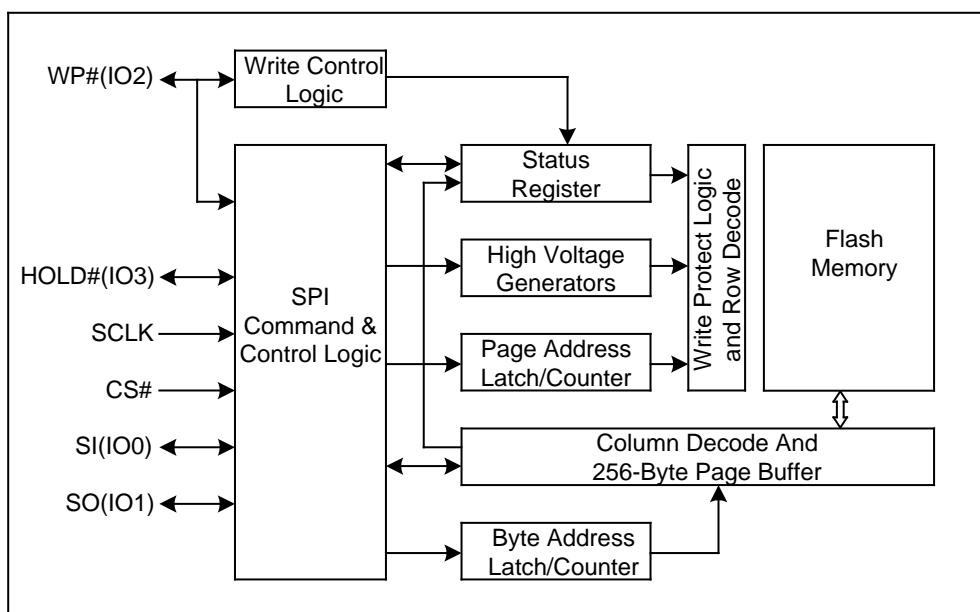 WP#(IO2)
Write Control
Logic
Status
Register
Write Protect Logic
and Row Decode
Flash
Memory
HOLD#(IO3)
SCLK
CS#
SI(IO0)
SO(IO1)
SPI
Command &
Control Logic
High Voltage
Generators
Page Address
Latch/Counter
Column Decode And
256-Byte Page Buffer
Byte Address
Latch/Counter